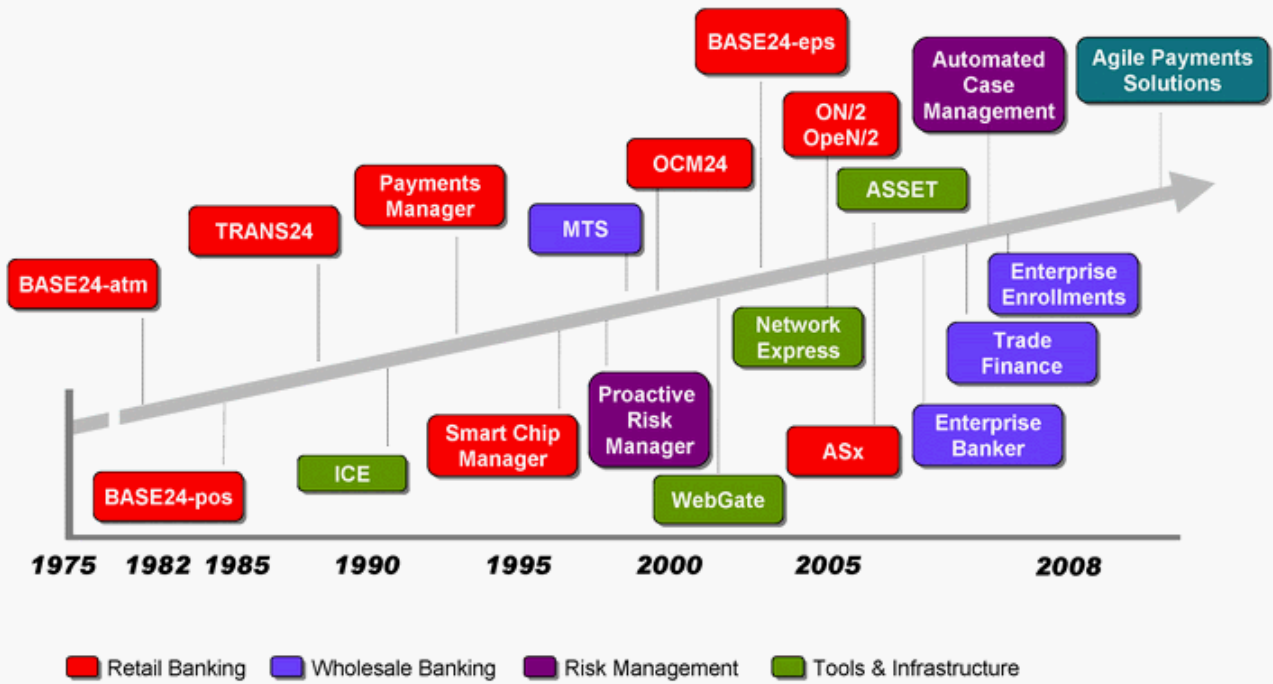 BASE24-eps
Automated
Case
Management
Agile Payments
Solutions
ON/2
OpeN/2
OCM24
Payments
Manager
ASSET
TRANS24
MTS
BASE24-atm
Enterprise
Enrollments
Network
Express
Trade
Finance
Proactive
Risk
Manager
Smart Chip
Manager
ASx
Enterprise
Banker
ICE
BASE24-pos
WebGate
1975 1982 1985 1990 1995 2000 2005 2008
Retail Banking Wholesale Banking Risk Management Tools & Infrastructure